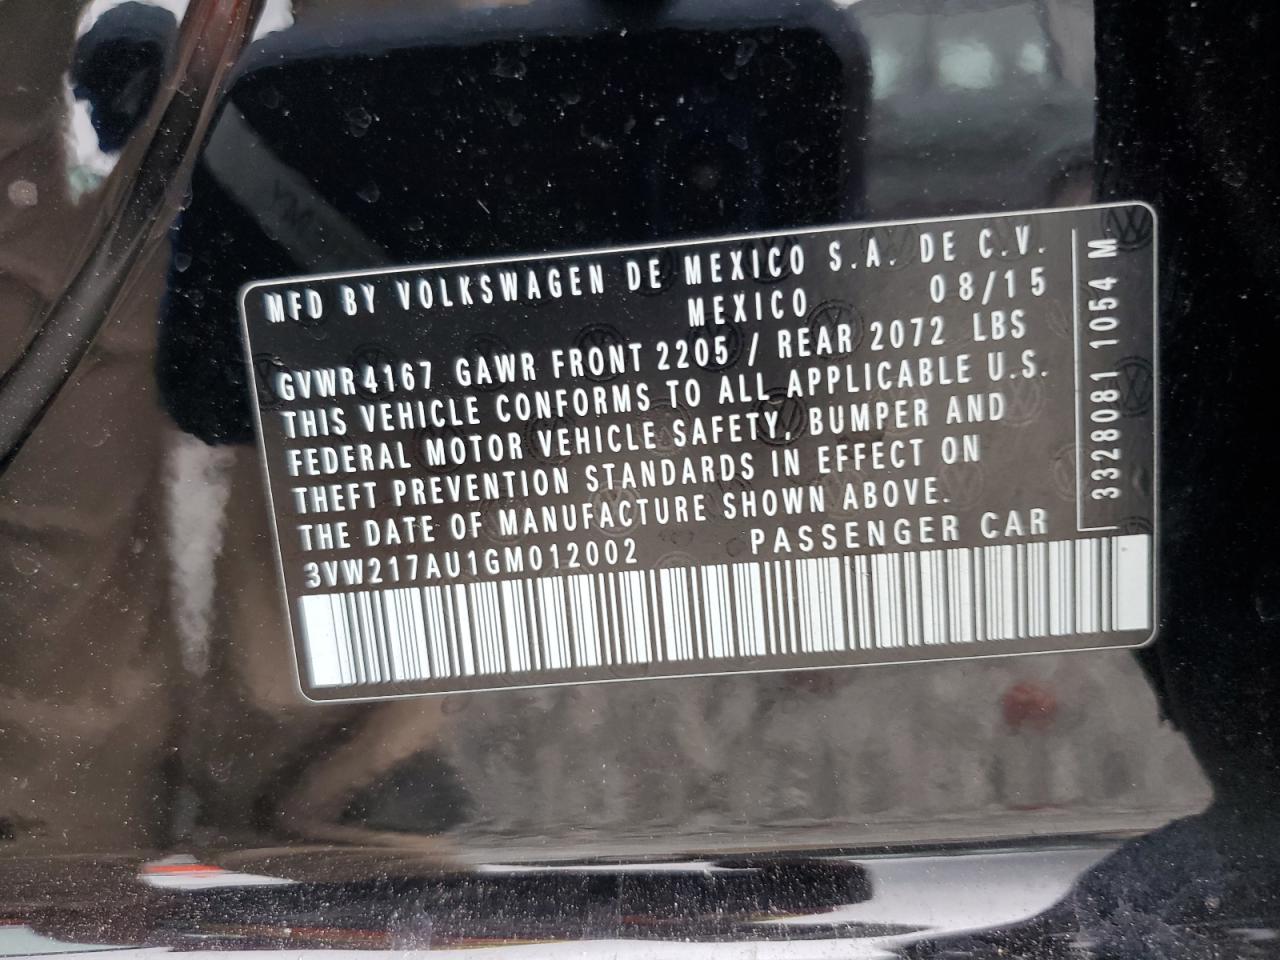 MFD BY VOLKSWAGEN DE MEXICO S.A. DE C.V.
MEXICO 08/15
GVWR 4167 GAWR FRONT 2205 / REAR 2072 LBS
THIS VEHICLE CONFORMS TO ALL APPLICABLE U.S.
FEDERAL MOTOR VEHICLE SAFETY, BUMPER AND
THEFT PREVENTION STANDARDS IN EFFECT ON
THE DATE OF MANUFACTURE SHOWN ABOVE.
3VW217AU1GM012002 PASSENGER CAR
3328081 1054 M